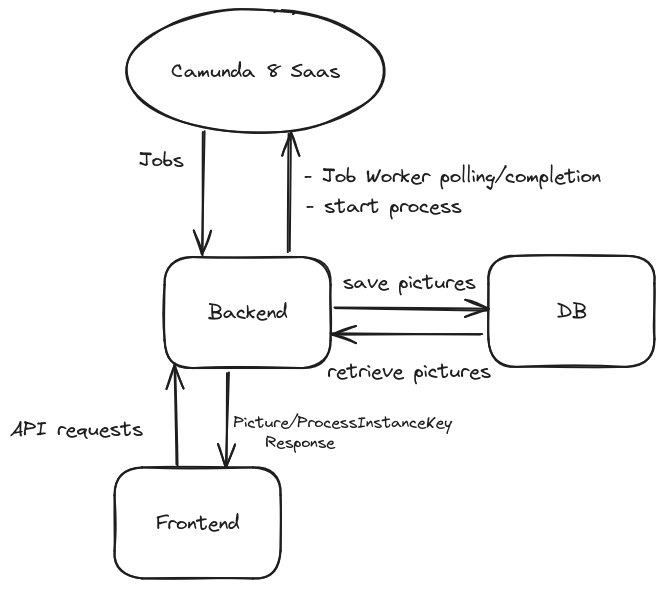 Camunda 8 Saas
Jobs
- Job Worker polling/completion
- start process
save pictures
Backend
DB
retrieve pictures
API requests
Picture/ProcessInstanceKey
Response
Frontend